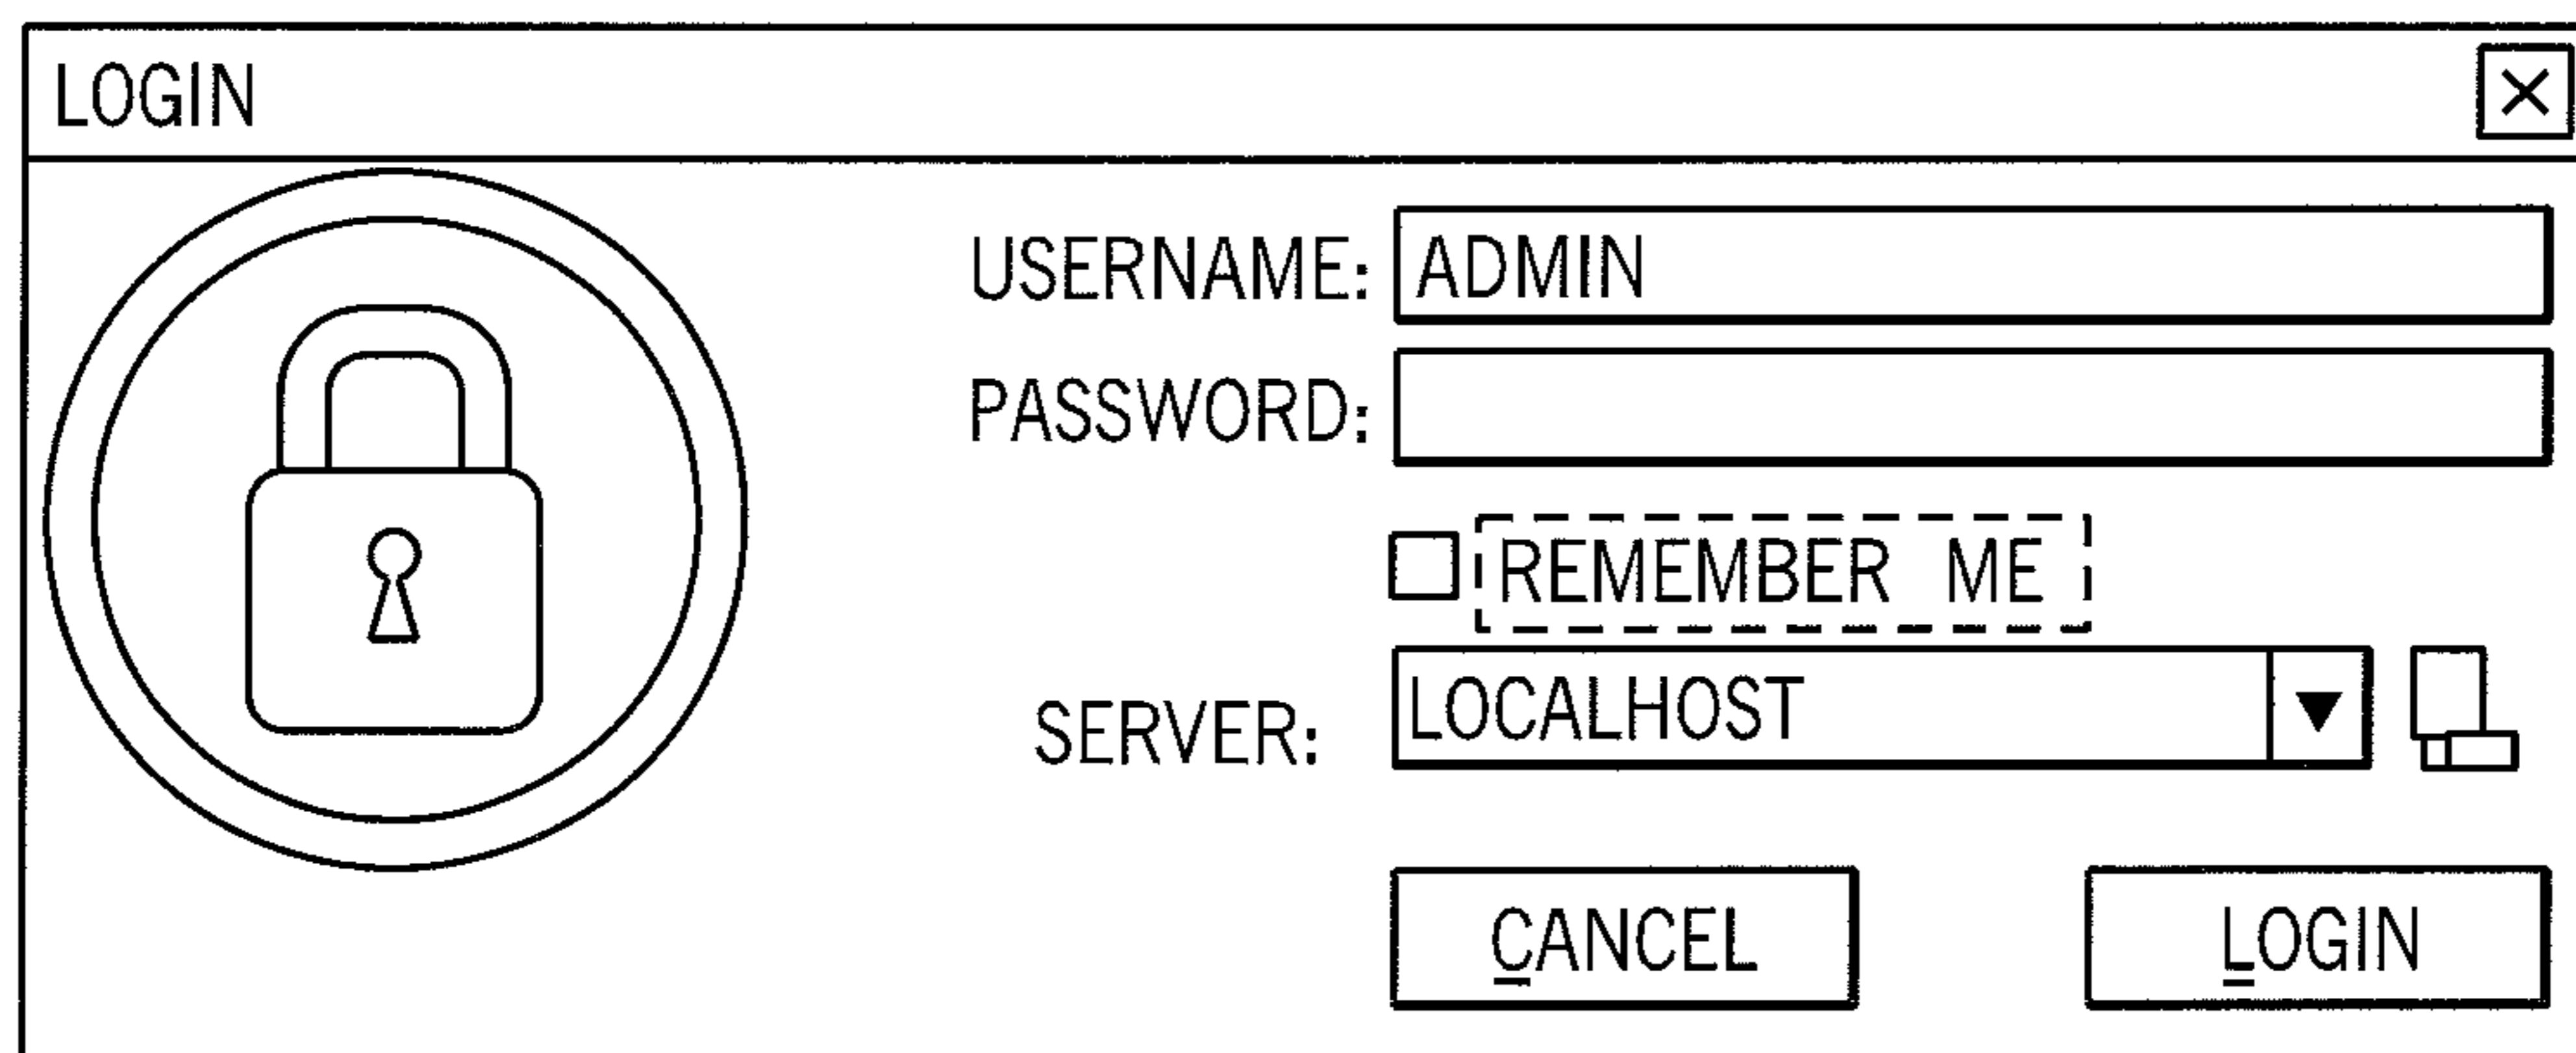 LOGIN
USERNAME: ADMIN
PASSWORD:
REMEMBER ME
SERVER: LOCALHOST
CANCEL LOGIN